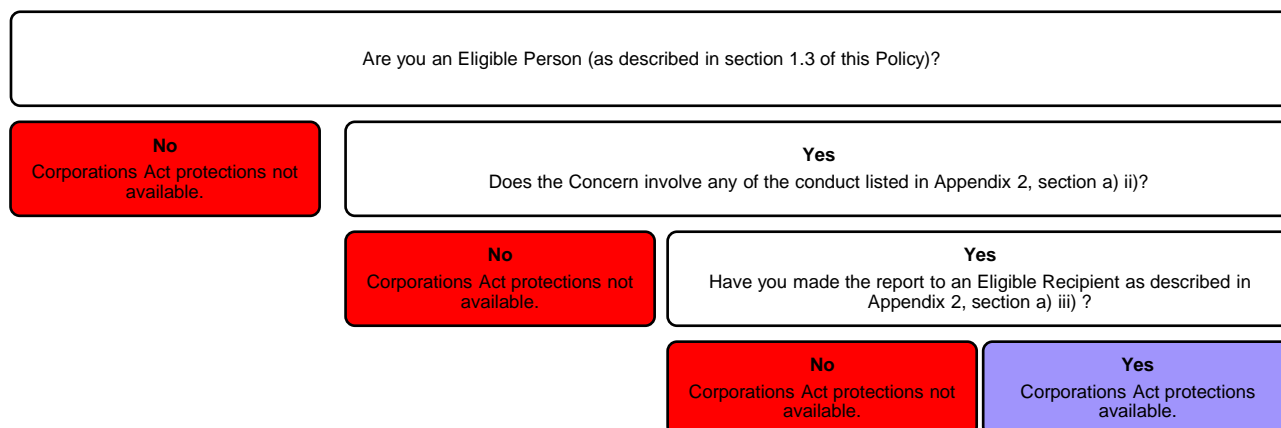 Are you an Eligible Person (as described in section 1.3 of this Policy)?
No
Corporations Act protections not
available.
Yes
Does the Concern involve any of the conduct listed in Appendix 2, section a) ii)?
No
Corporations Act protections not
available.
Yes
Have you made the report to an Eligible Recipient as described in
Appendix 2, section a) iii) ?
No
Corporations Act protections not
available.
Yes
Corporations Act protections
available.